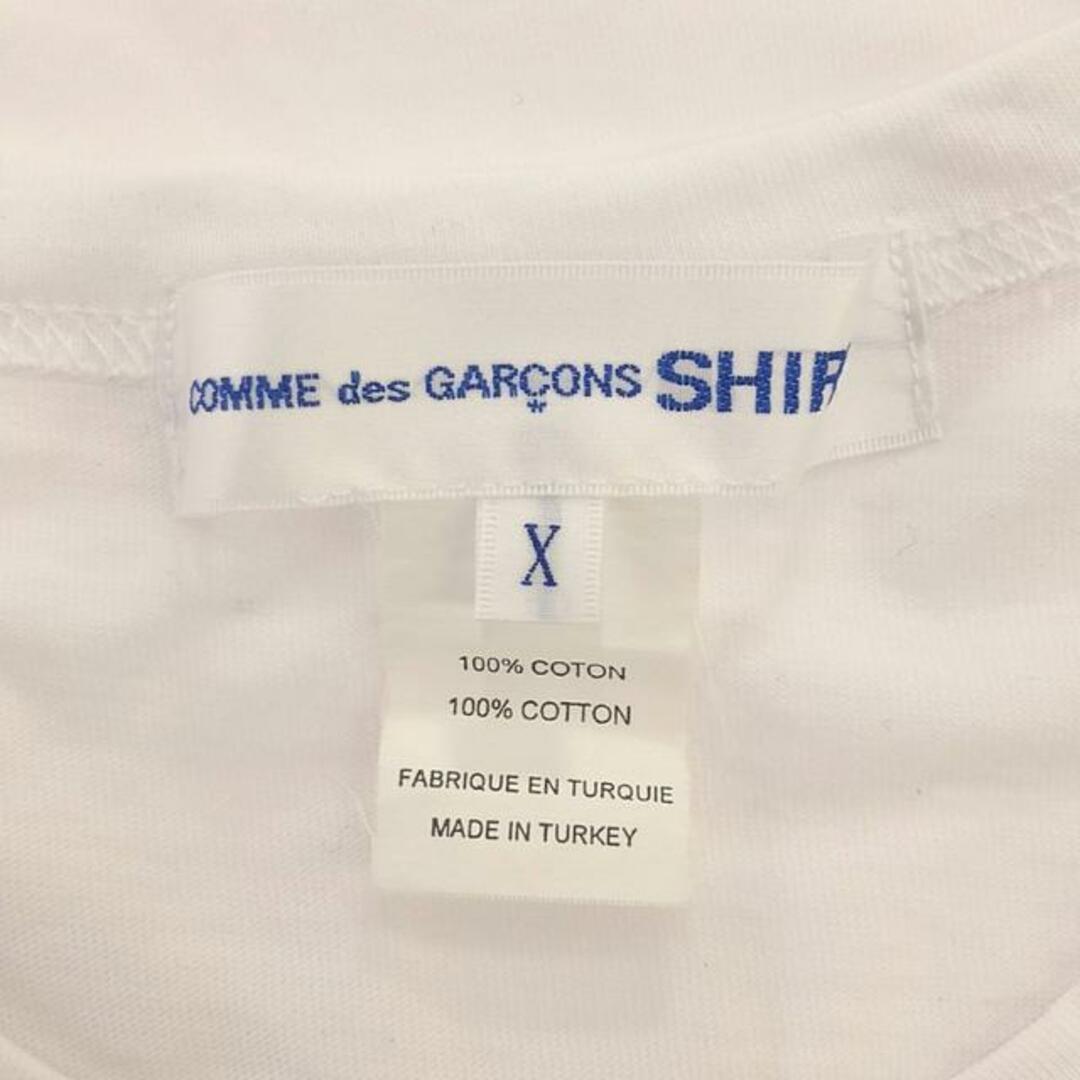 COMME des GARÇONS SHIR
*
X
100% COTON
100% COTTON
FABRIQUE EN TURQUIE
MADE IN TURKEY